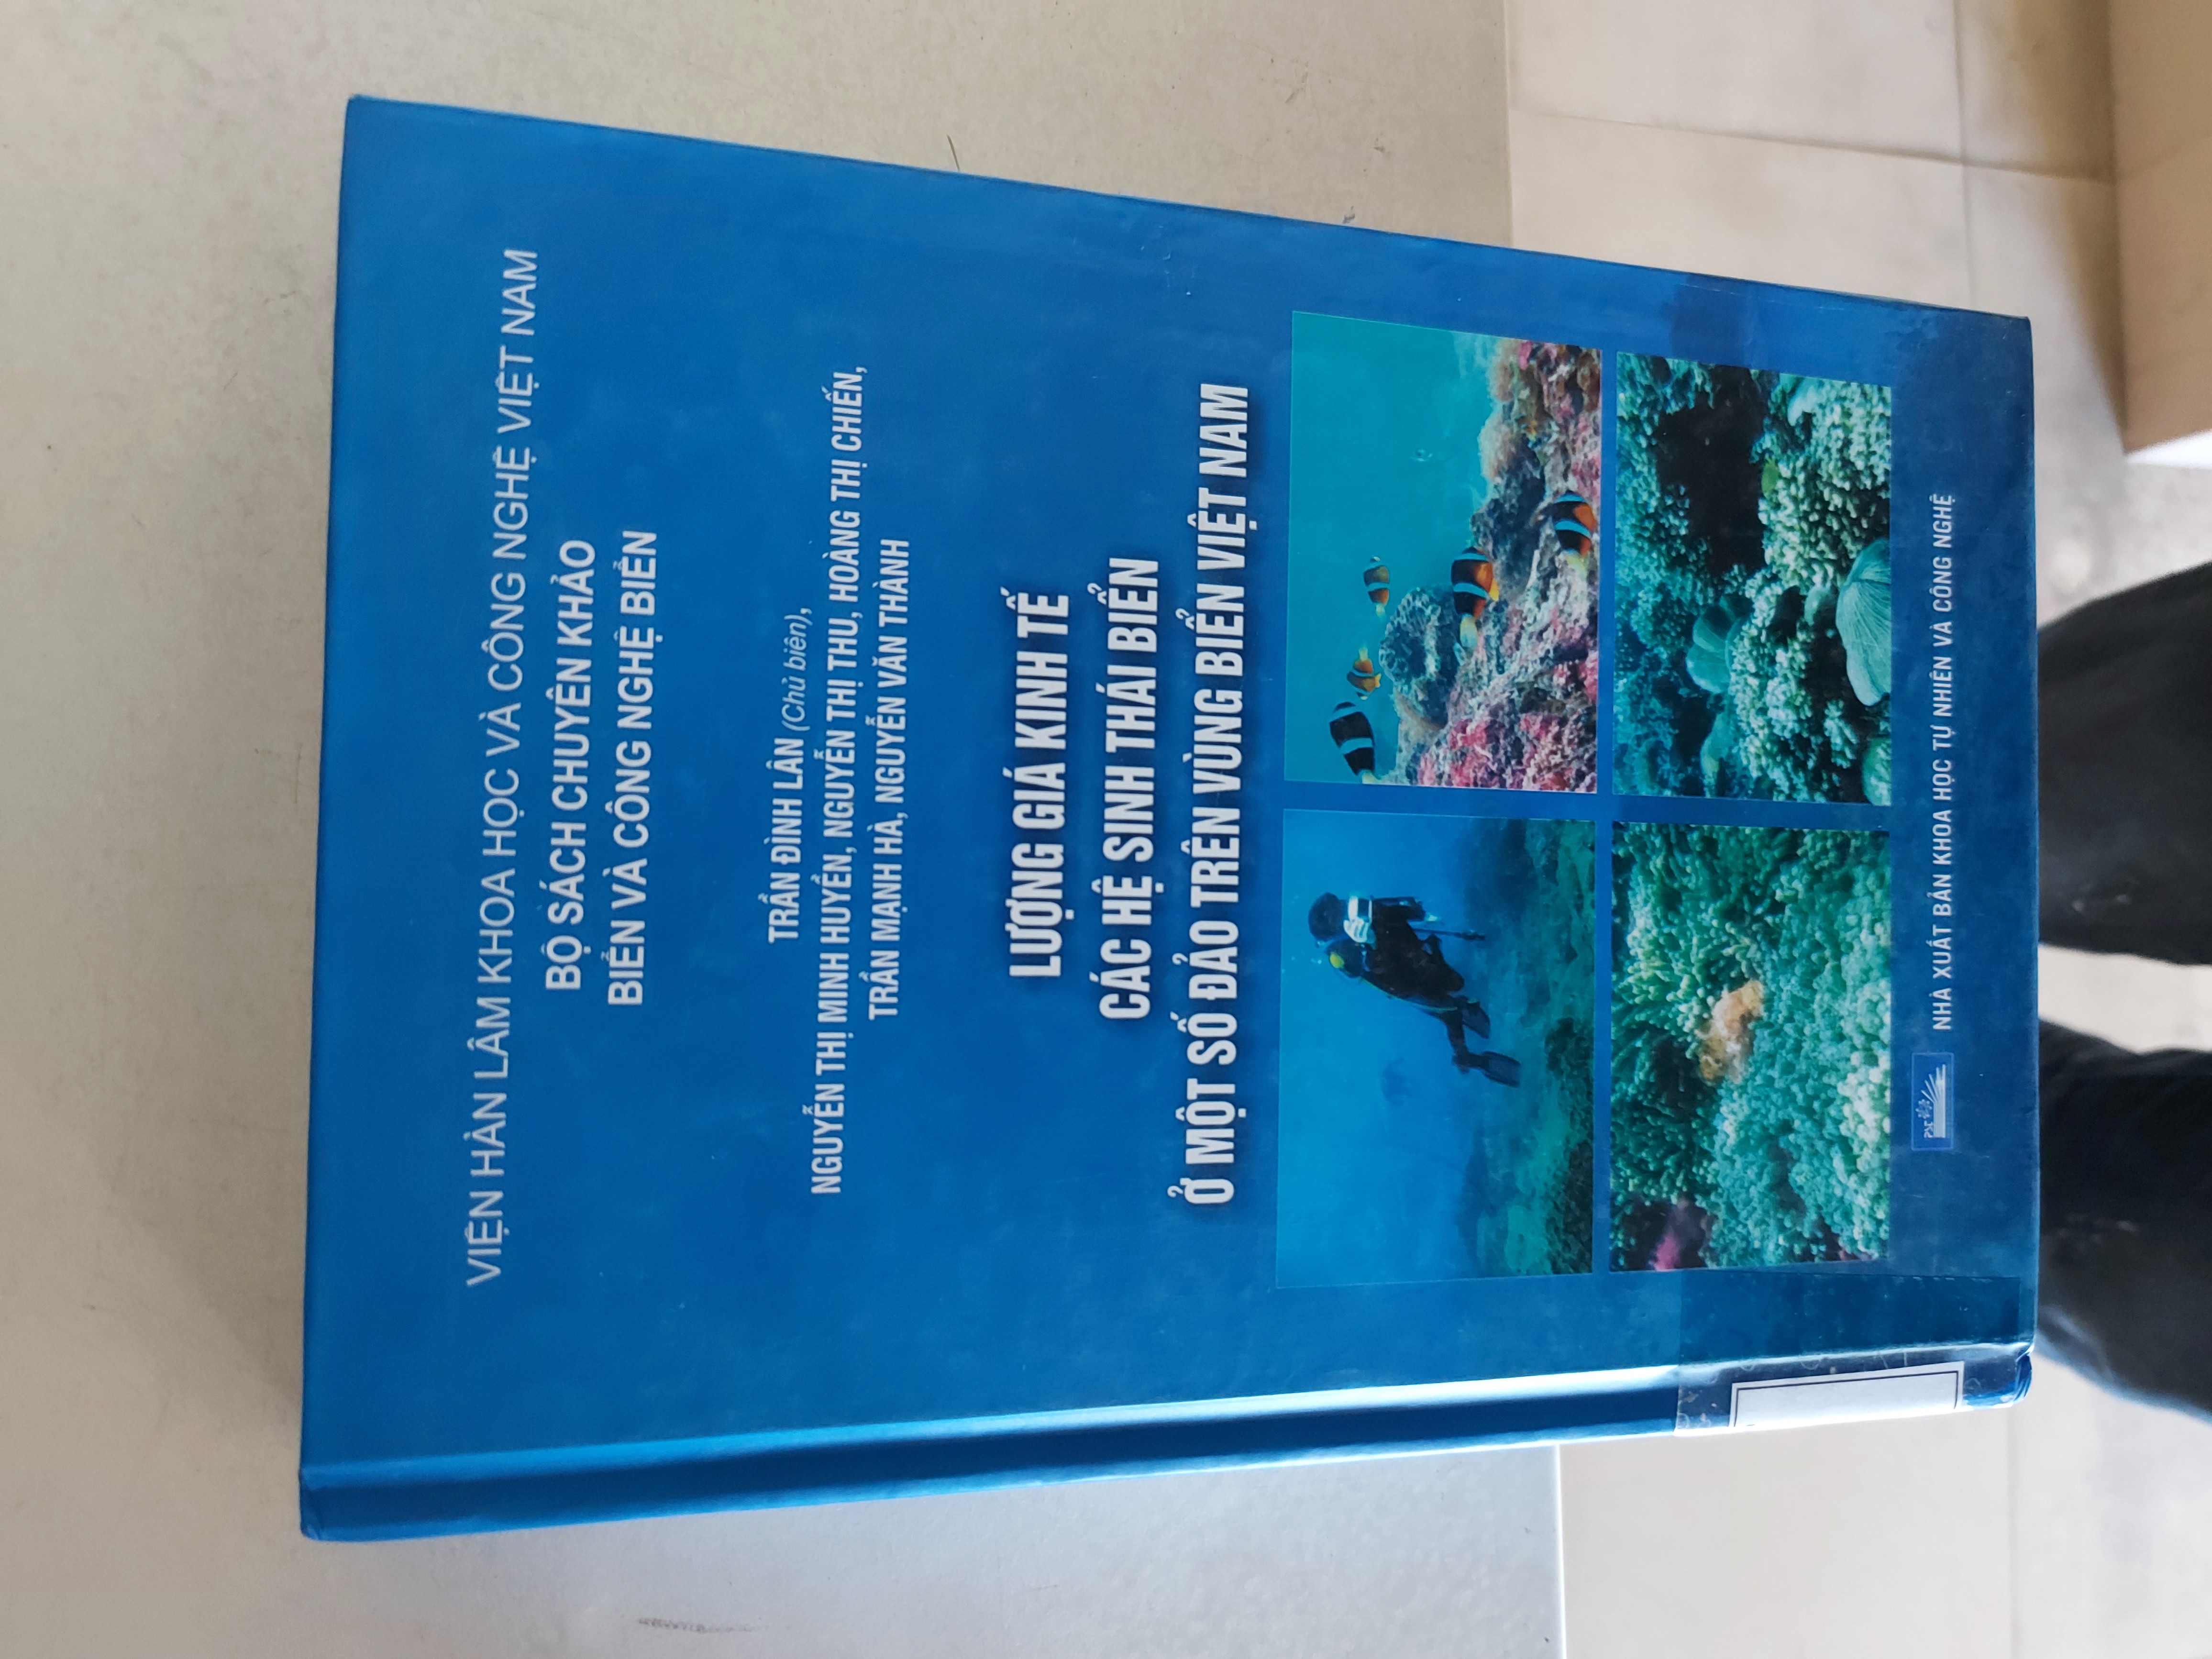 VIỆN HÀN LÂM KHOA HỌC VÀ CÔNG NGHỆ VIỆT NAM
BỘ SÁCH CHUYÊN KHẢO
BIỂN VÀ CÔNG NGHỆ BIỂN
TRẦN ĐÌNH LÂN (Chủ biên),
NGUYỄN THỊ MINH HUYỀN, NGUYỄN THỊ THU, HOÀNG THỊ CHIẾN,
TRẦN MẠNH HÀ, NGUYỄN VĂN THÀNH
LƯỢNG GIÁ KINH TẾ
CÁC HỆ SINH THÁI BIỂN
Ở MỘT SỐ ĐẢO TRÊN VÙNG BIỂN VIỆT NAM
PST
NHÀ XUẤT BẢN KHOA HỌC TỰ NHIÊN VÀ CÔNG NGHỆ